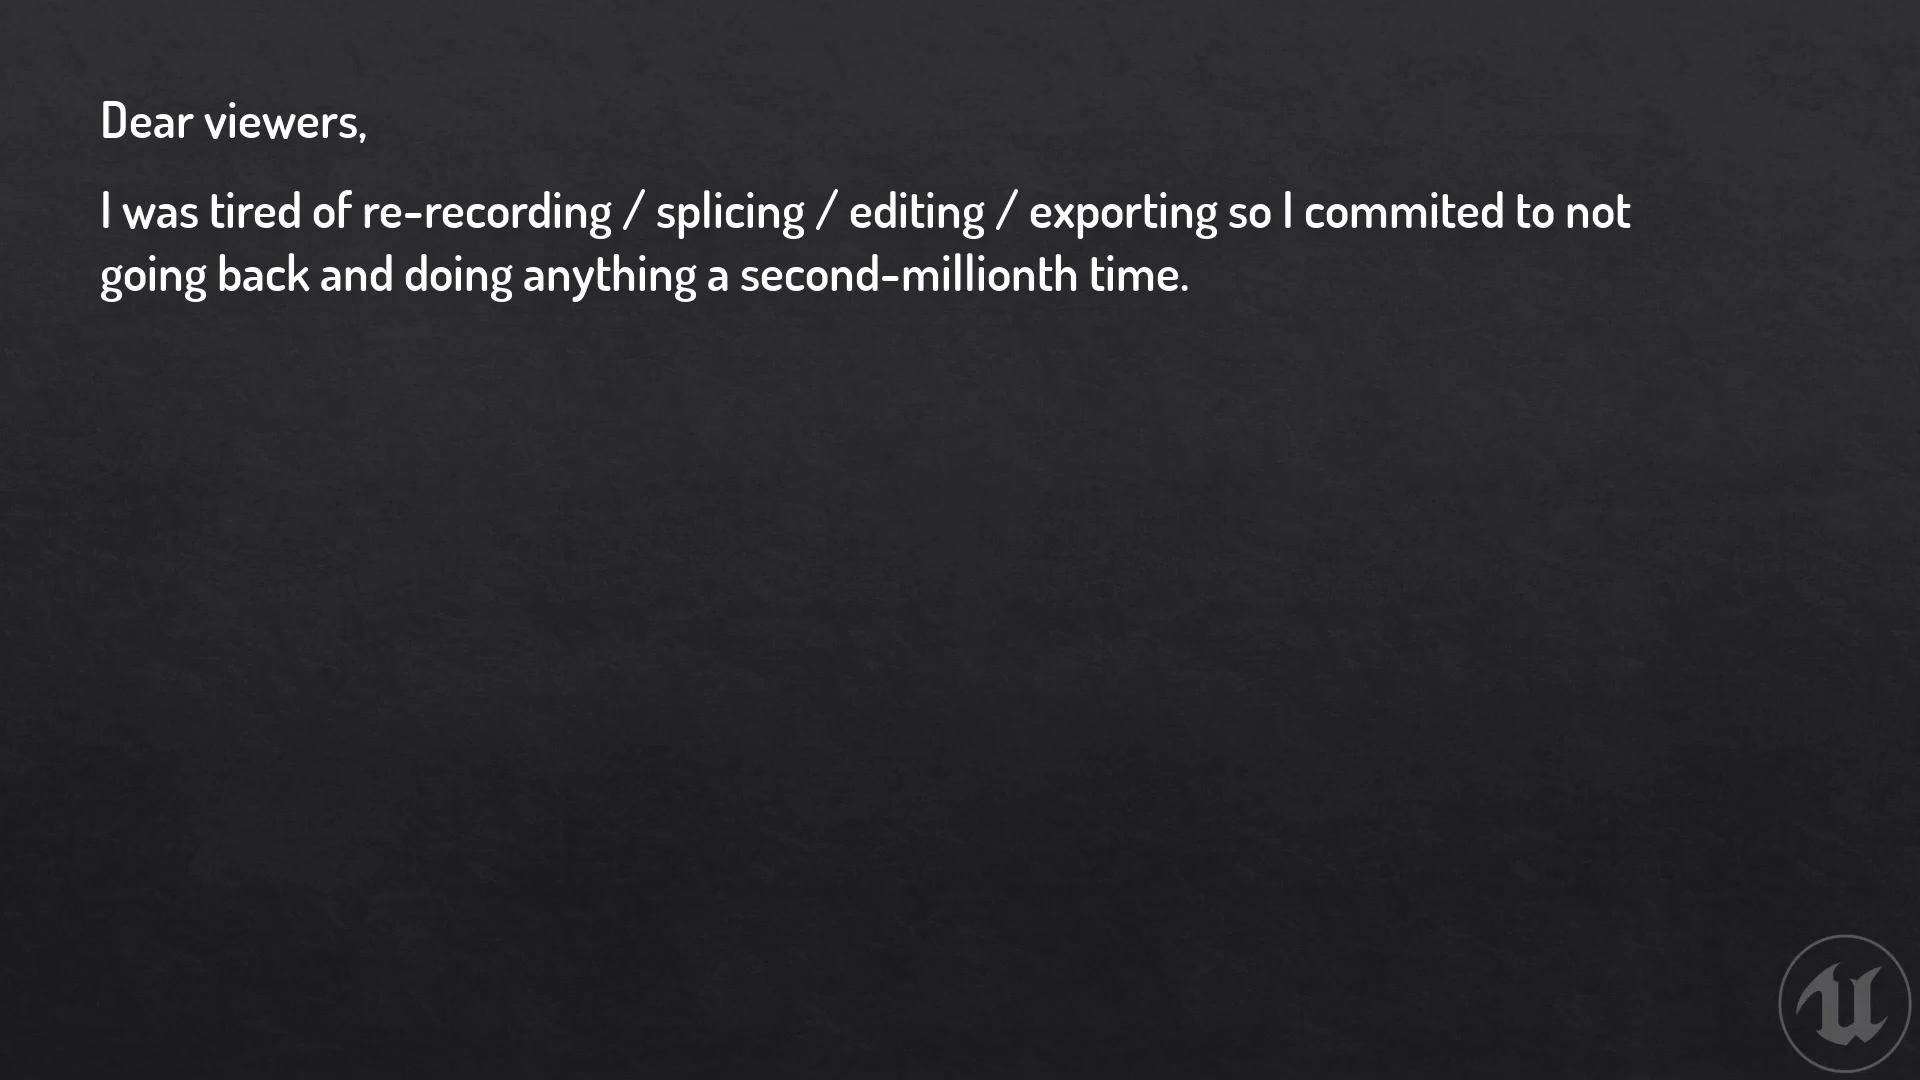 Dear viewers,
I was tired of re-recording / splicing / editing / exporting so I commited to not
going back and doing anything a second-millionth time.